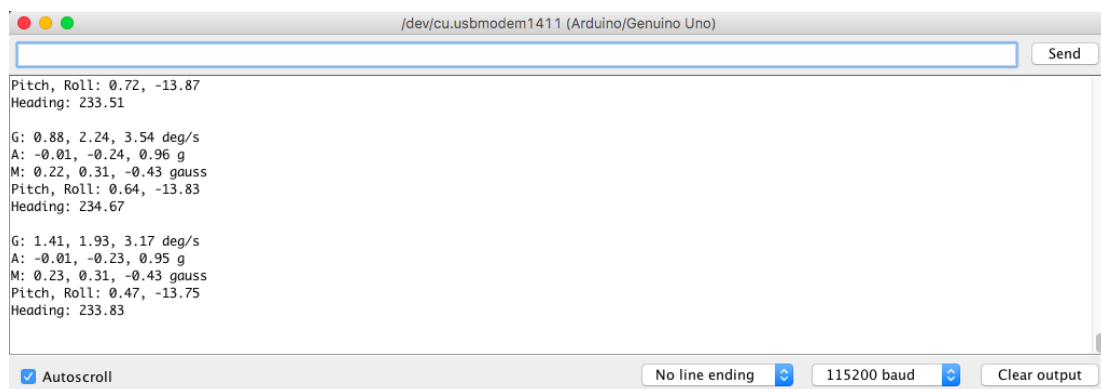 /dev/cu.usbmodem1411 (Arduino/Genuino Uno)
Send
Pitch, Roll: 0.72, -13.87
Heading: 233.51
G: 0.88, 2.24, 3.54 deg/s
A: -0.01, -0.24, 0.96 g
M: 0.22, 0.31, -0.43 gauss
Pitch, Roll: 0.64, -13.83
Heading: 234.67
G: 1.41, 1.93, 3.17 deg/s
A: -0.01, -0.23, 0.95 g
M: 0.23, 0.31, -0.43 gauss
Pitch, Roll: 0.47, -13.75
Heading: 233.83
Autoscroll No line ending 115200 baud Clear output